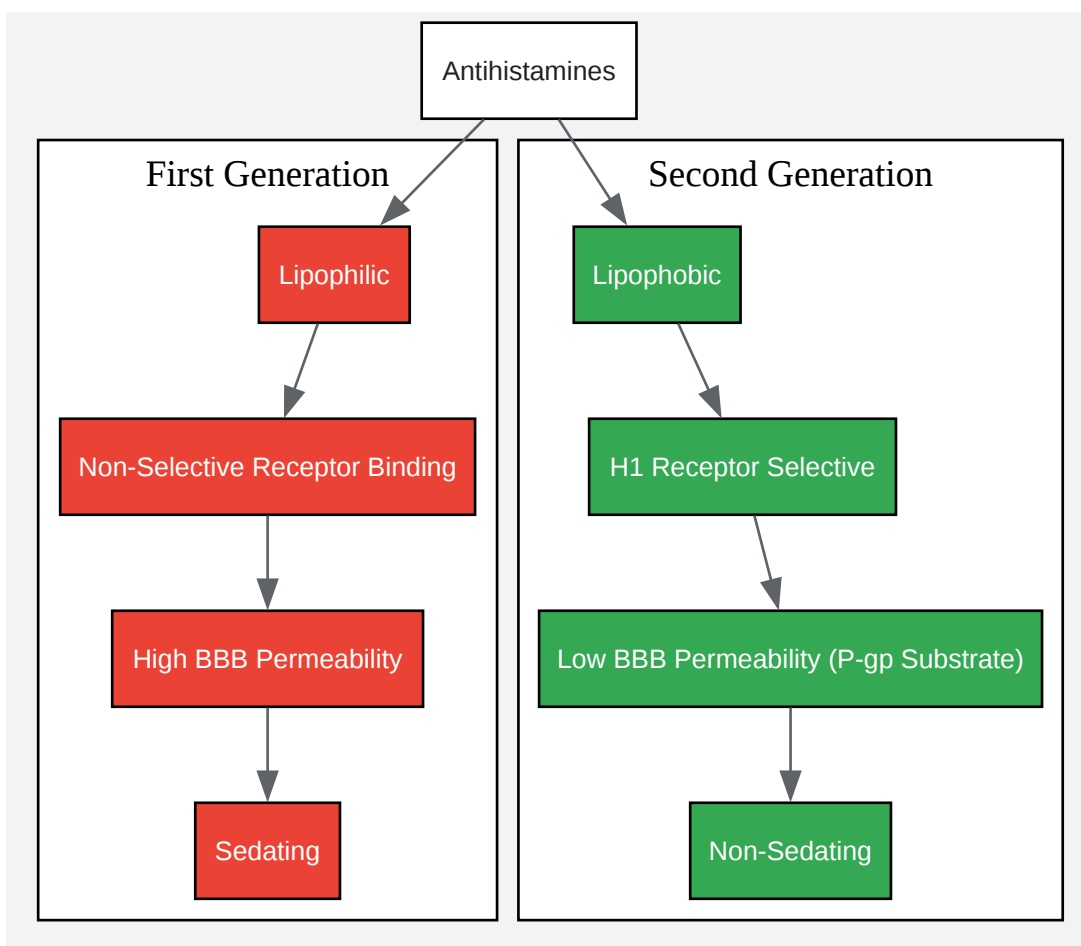 Antihistamines
First Generation
Lipophilic
Non-Selective Receptor Binding
High BBB Permeability
Sedating
Second Generation
Lipophobic
H1 Receptor Selective
Low BBB Permeability (P-gp Substrate)
Non-Sedating